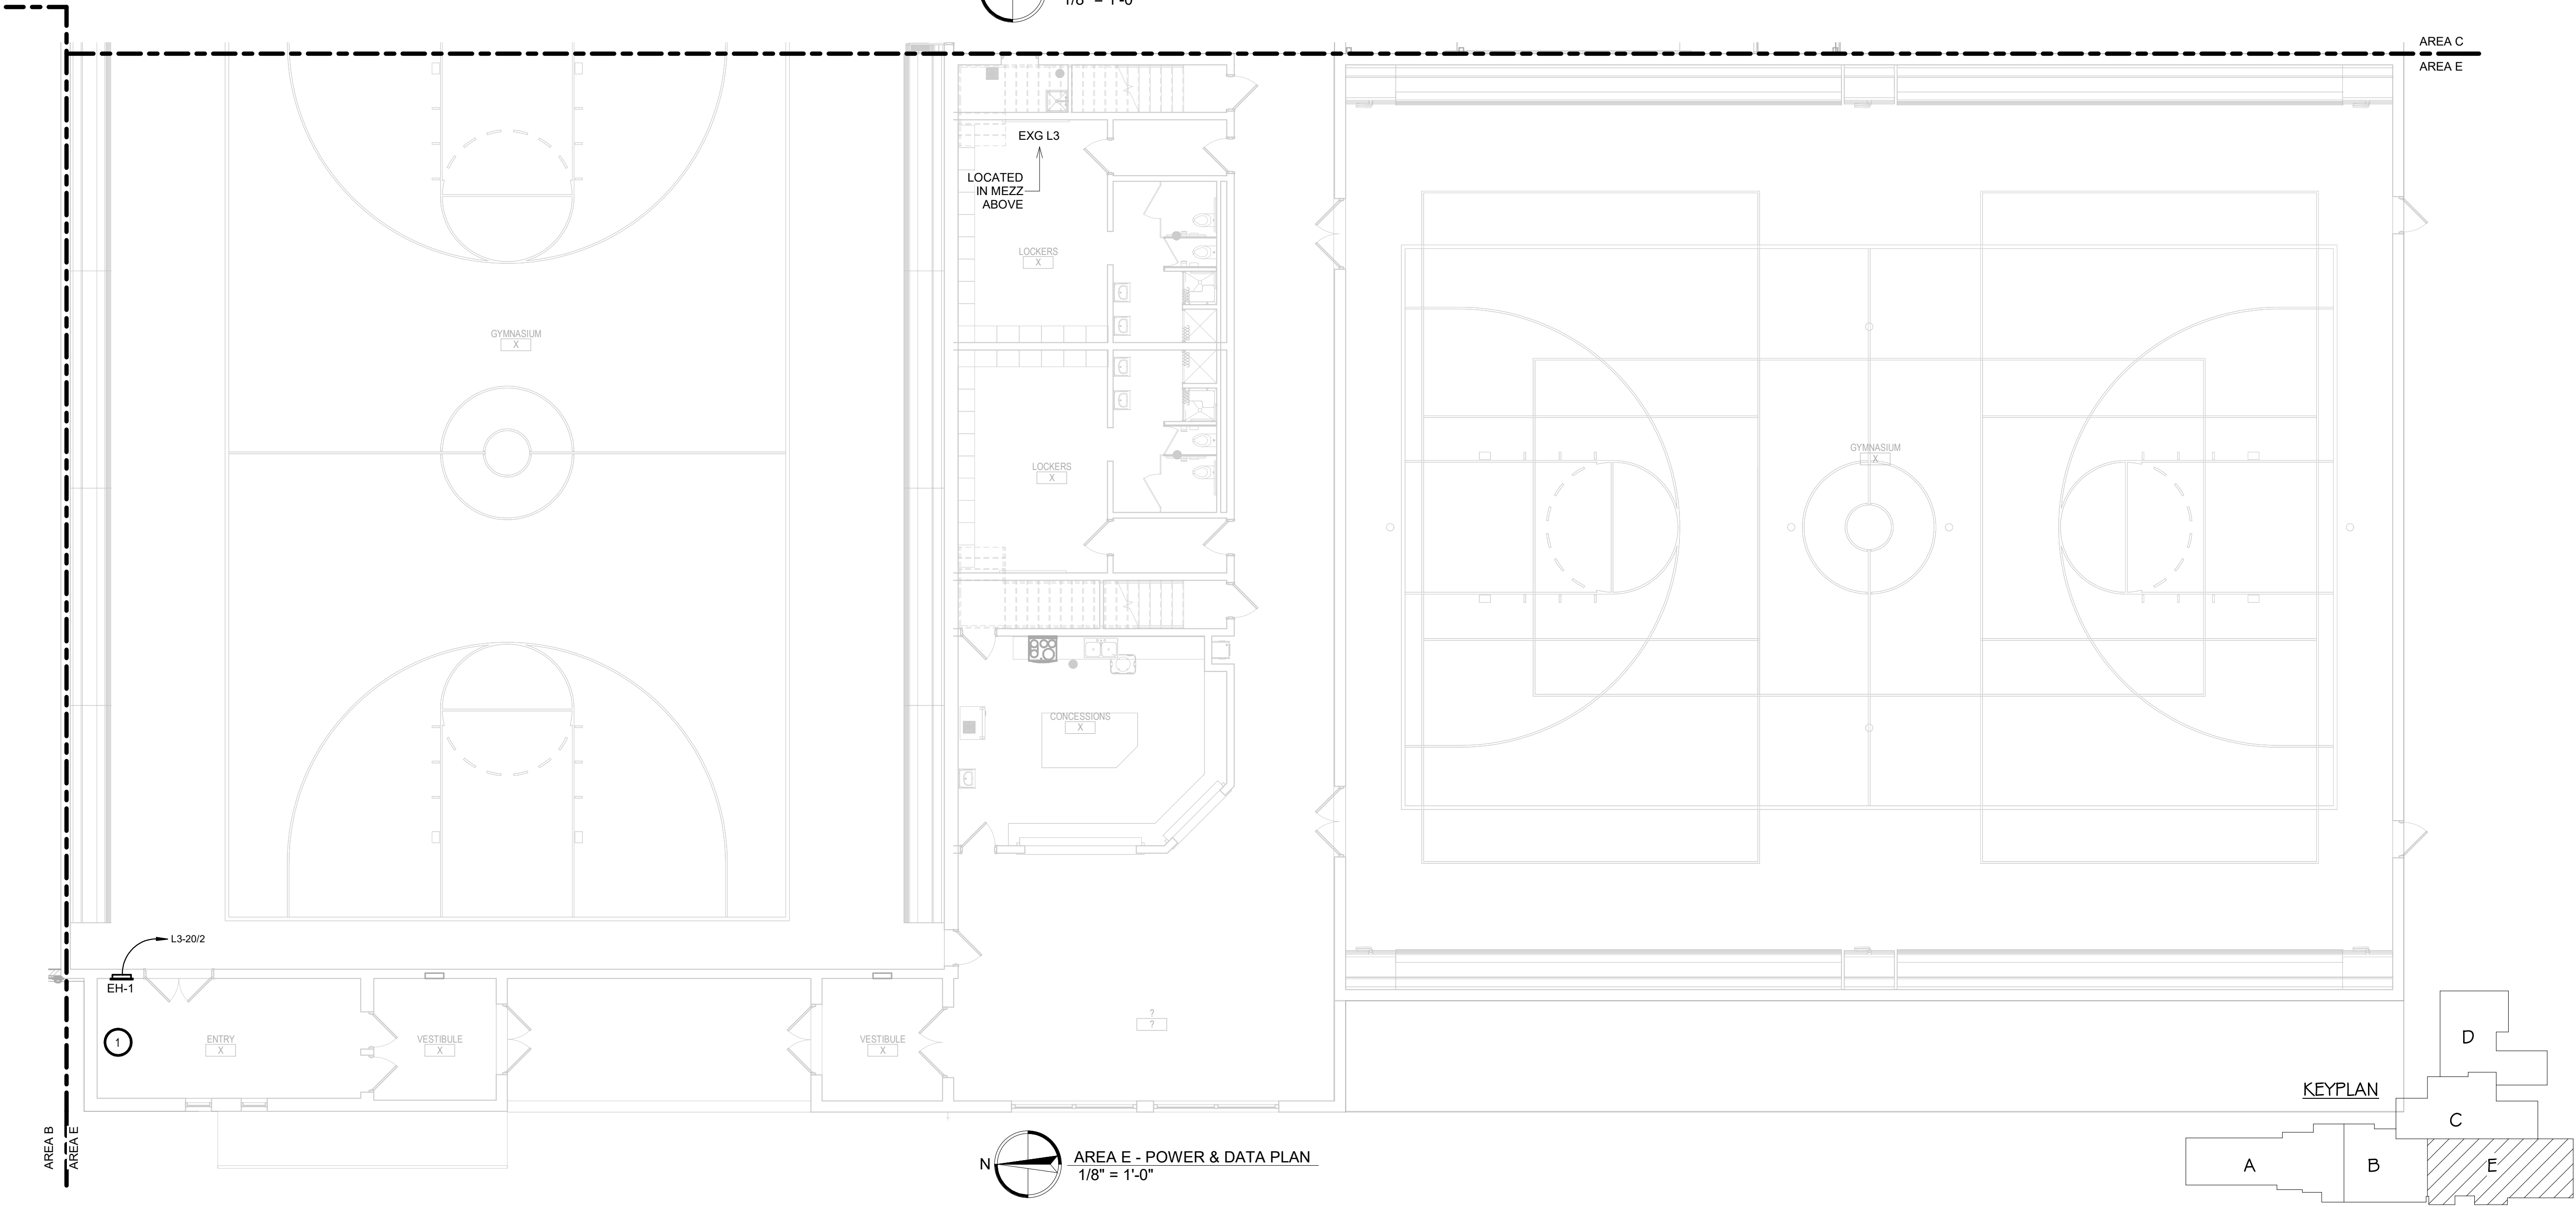 1/8" = 1'-0"
AREA C
AREA E
EXG L3
LOCATED
IN MEZZ
ABOVE
LOCKERS
X
GYMNASIUM
X
GYMNASIUM
X
LOCKERS
X
CONCESSIONS
X
L3-20/2
EH-1
1
ENTRY
X
VESTIBULE
X
VESTIBULE
X
?
?
AREA B
AREA E
N
AREA E - POWER & DATA PLAN
1/8" = 1'-0"
KEYPLAN
D
C
A
B
E